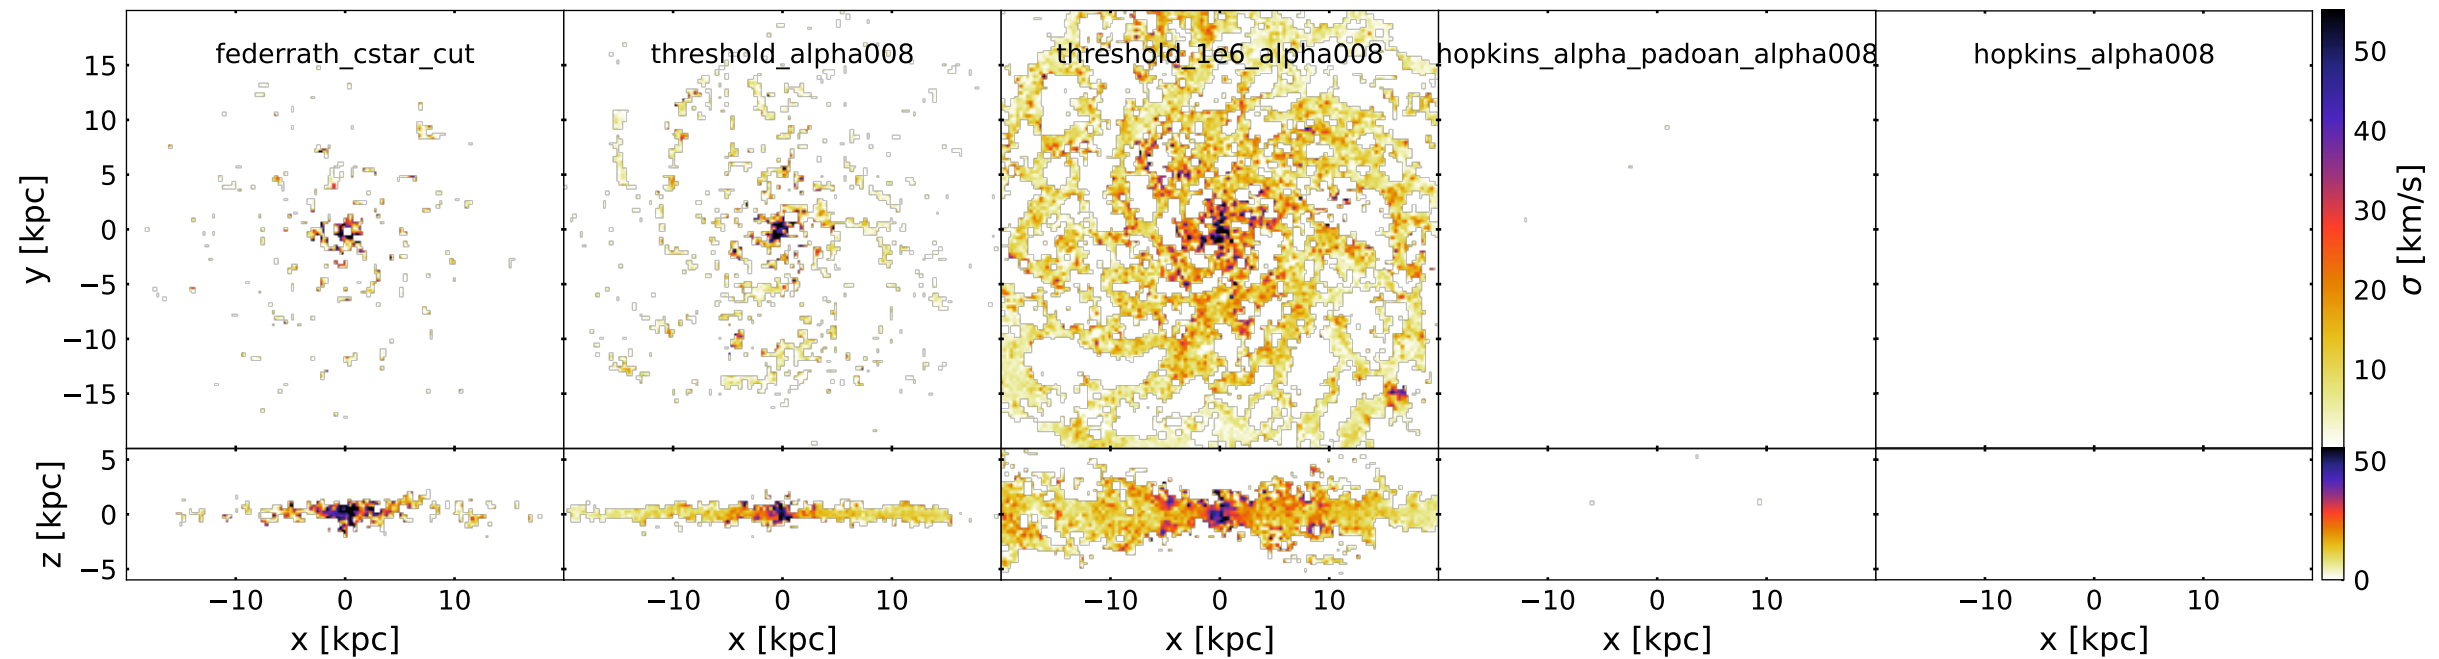 federrath_cstar_cut threshold_alpha008 threshold_1e6_alpha008 hopkins_alpha_padoan_alpha008 hopkins_alpha008
y [kpc]
15
10
5
0
−5
−10
−15
z [kpc]
5
0
−5
−10 0 10 −10 0 10 −10 0 10 −10 0 10 −10 0 10
x [kpc] x [kpc] x [kpc] x [kpc] x [kpc]
50
40
30
20
10
50
0
σ [km/s]